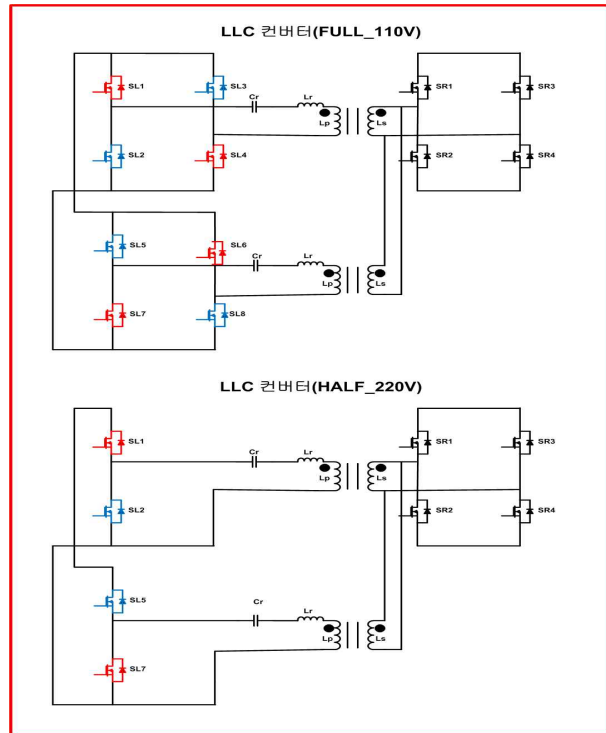 LLC 컨버터(FULL_110V)
SL1
SL3
Cr
Lr
Lp
Ls
SR1
SR3
SL2
SL4
SR2
SR4
SL5
SL6
Cr
Lr
Lp
Ls
SL7
SL8
LLC 컨버터(HALF_220V)
SL1
Cr
Lr
Lp
Ls
SR1
SR3
SL2
SR2
SR4
SL5
Cr
Lr
Lp
Ls
SL7